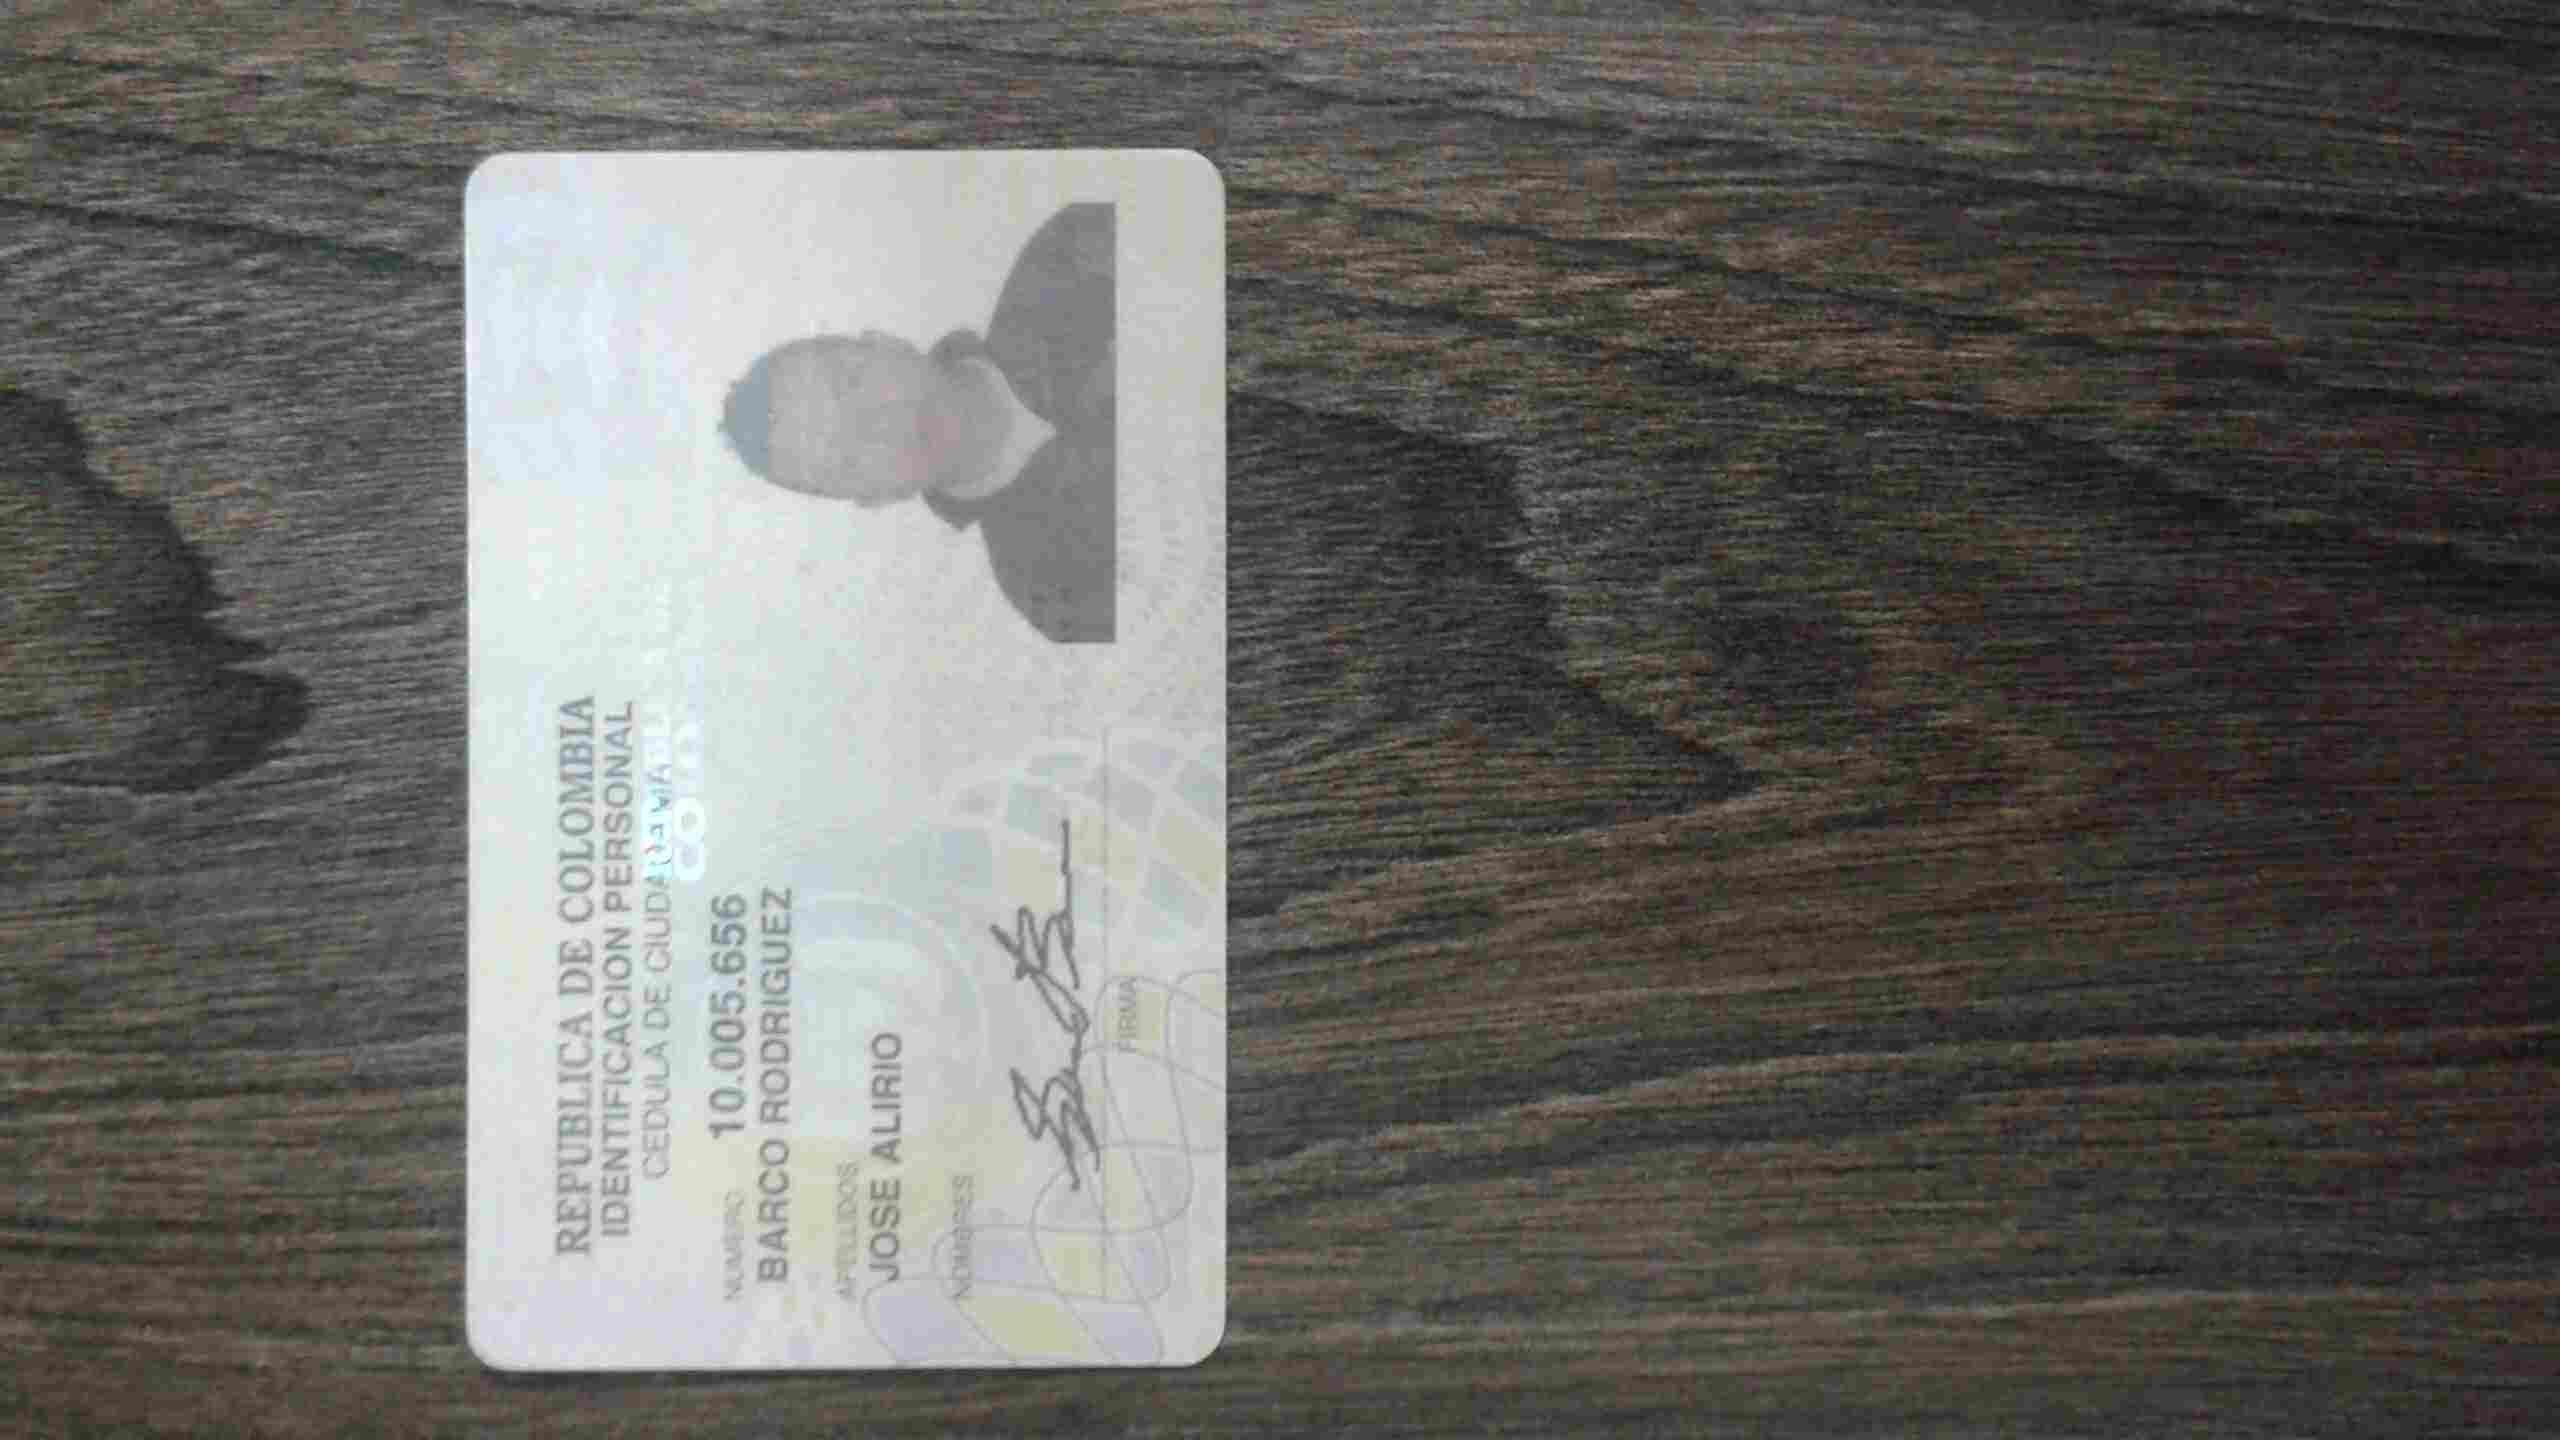 REPUBLICA DE COLOMBIA
IDENTIFICACION PERSONAL
CEDULA DE CIUDADANIA
NUMERO 10.005.656
BARCO RODRIGUEZ
APELLIDOS
JOSE ALIRIO
NOMBRES
FIRMA